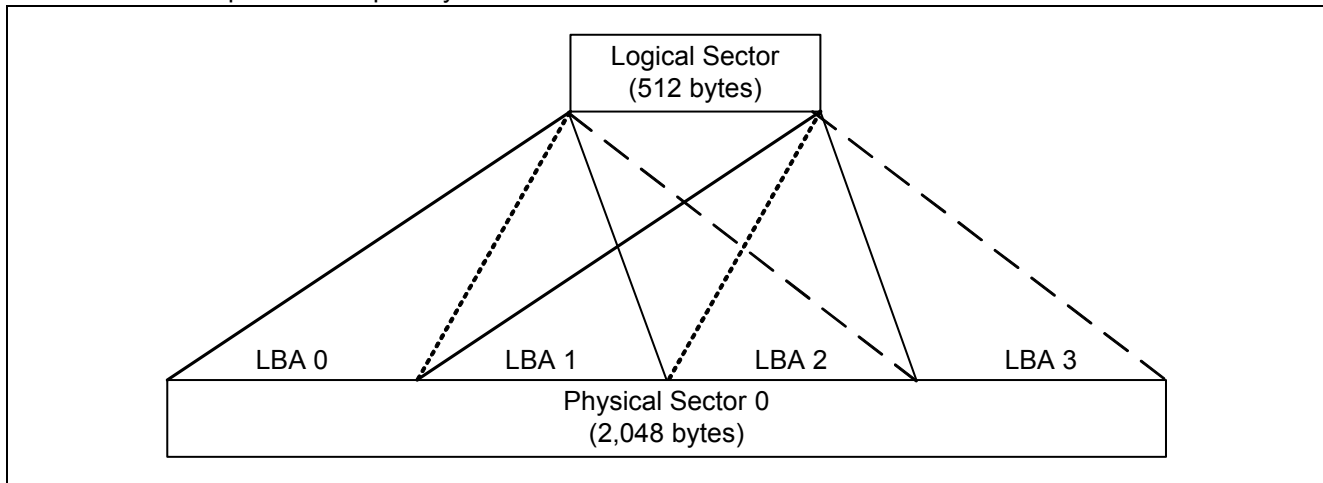 Logical Sector
(512 bytes)
LBA 0 LBA 1 LBA 2 LBA 3
Physical Sector 0
(2,048 bytes)